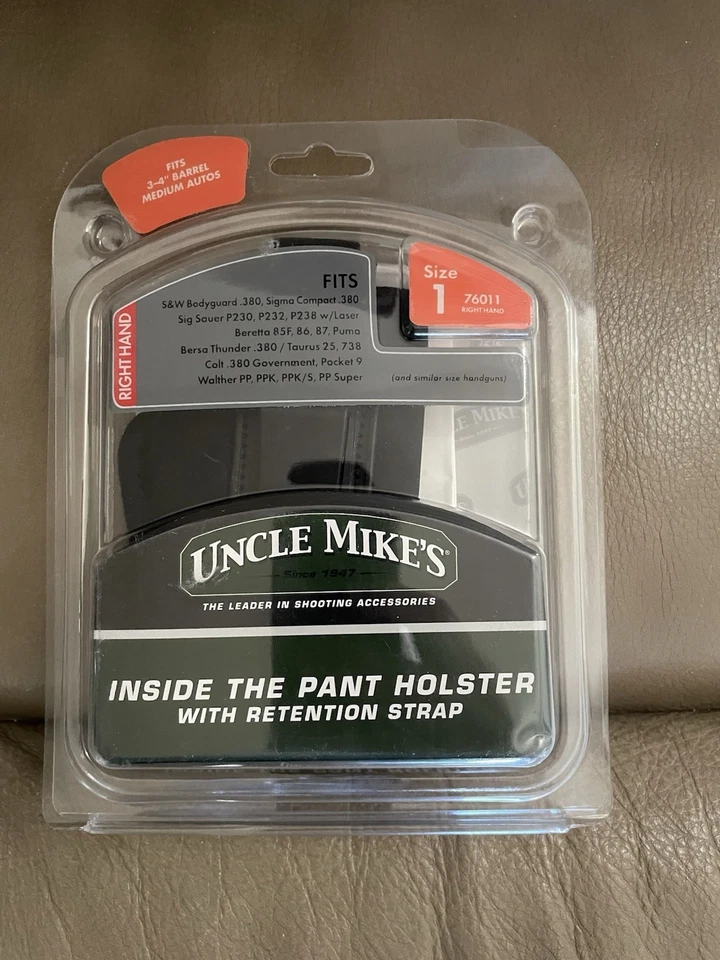 FITS
3-4" BARREL
MEDIUM AUTOS
Size
1
76011
RIGHT HAND
RIGHT HAND
FITS
S&W Bodyguard .380, Sigma Compact .380
Sig Sauer P230, P232, P238 w/Laser
Beretta 85F, 86, 87, Puma
Bersa Thunder .380 / Taurus 25, 738
Colt .380 Government, Pocket 9
Walther PP, PPK, PPK/S, PP Super
(and similar size handguns)
E MIKE
UNCLE MIKE'S®
Since 1947
THE LEADER IN SHOOTING ACCESSORIES
INSIDE THE PANT HOLSTER
WITH RETENTION STRAP